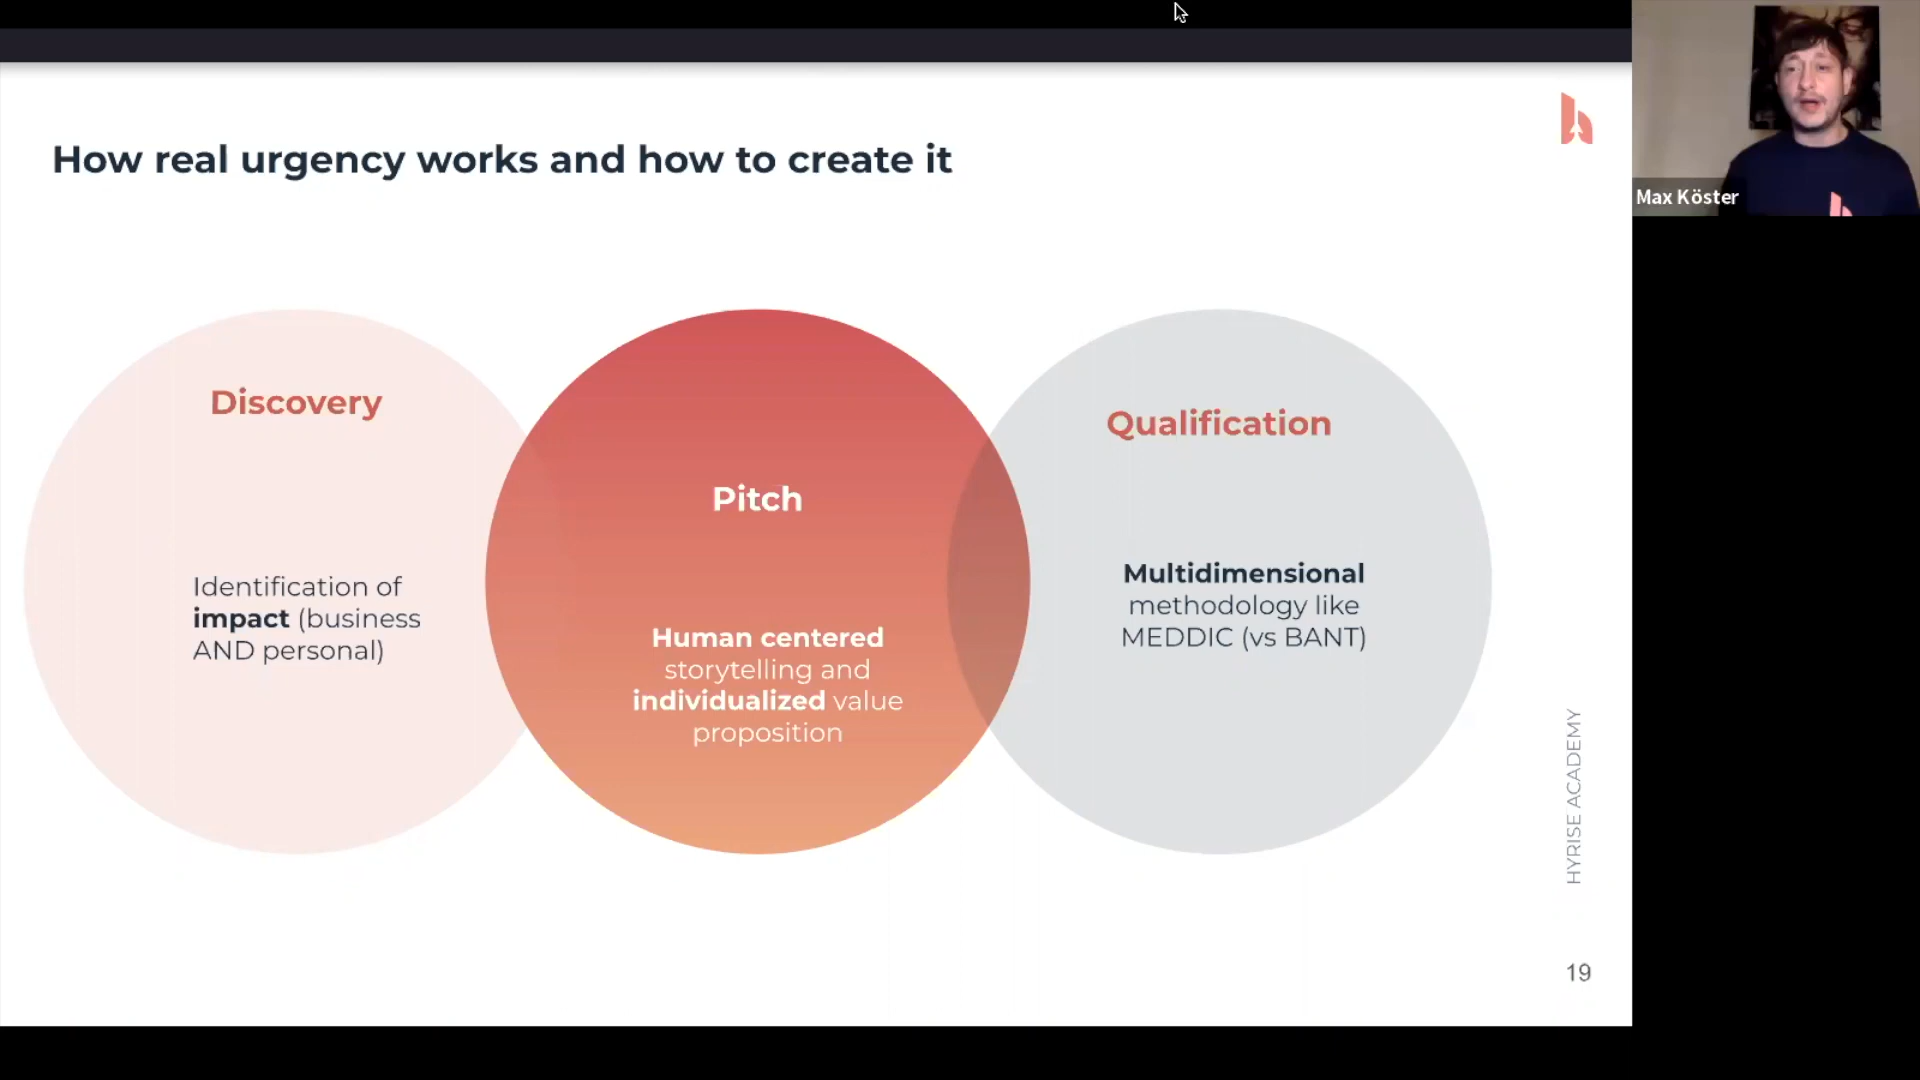 How real urgency works and how to create it
Max Köster
Discovery
Identification of
impact (business
AND personal)
Pitch
Human centered
storytelling and
individualized value
proposition
Qualification
Multidimensional
methodology like
MEDDIC (vs BANT)
HYRISE ACADEMY
19